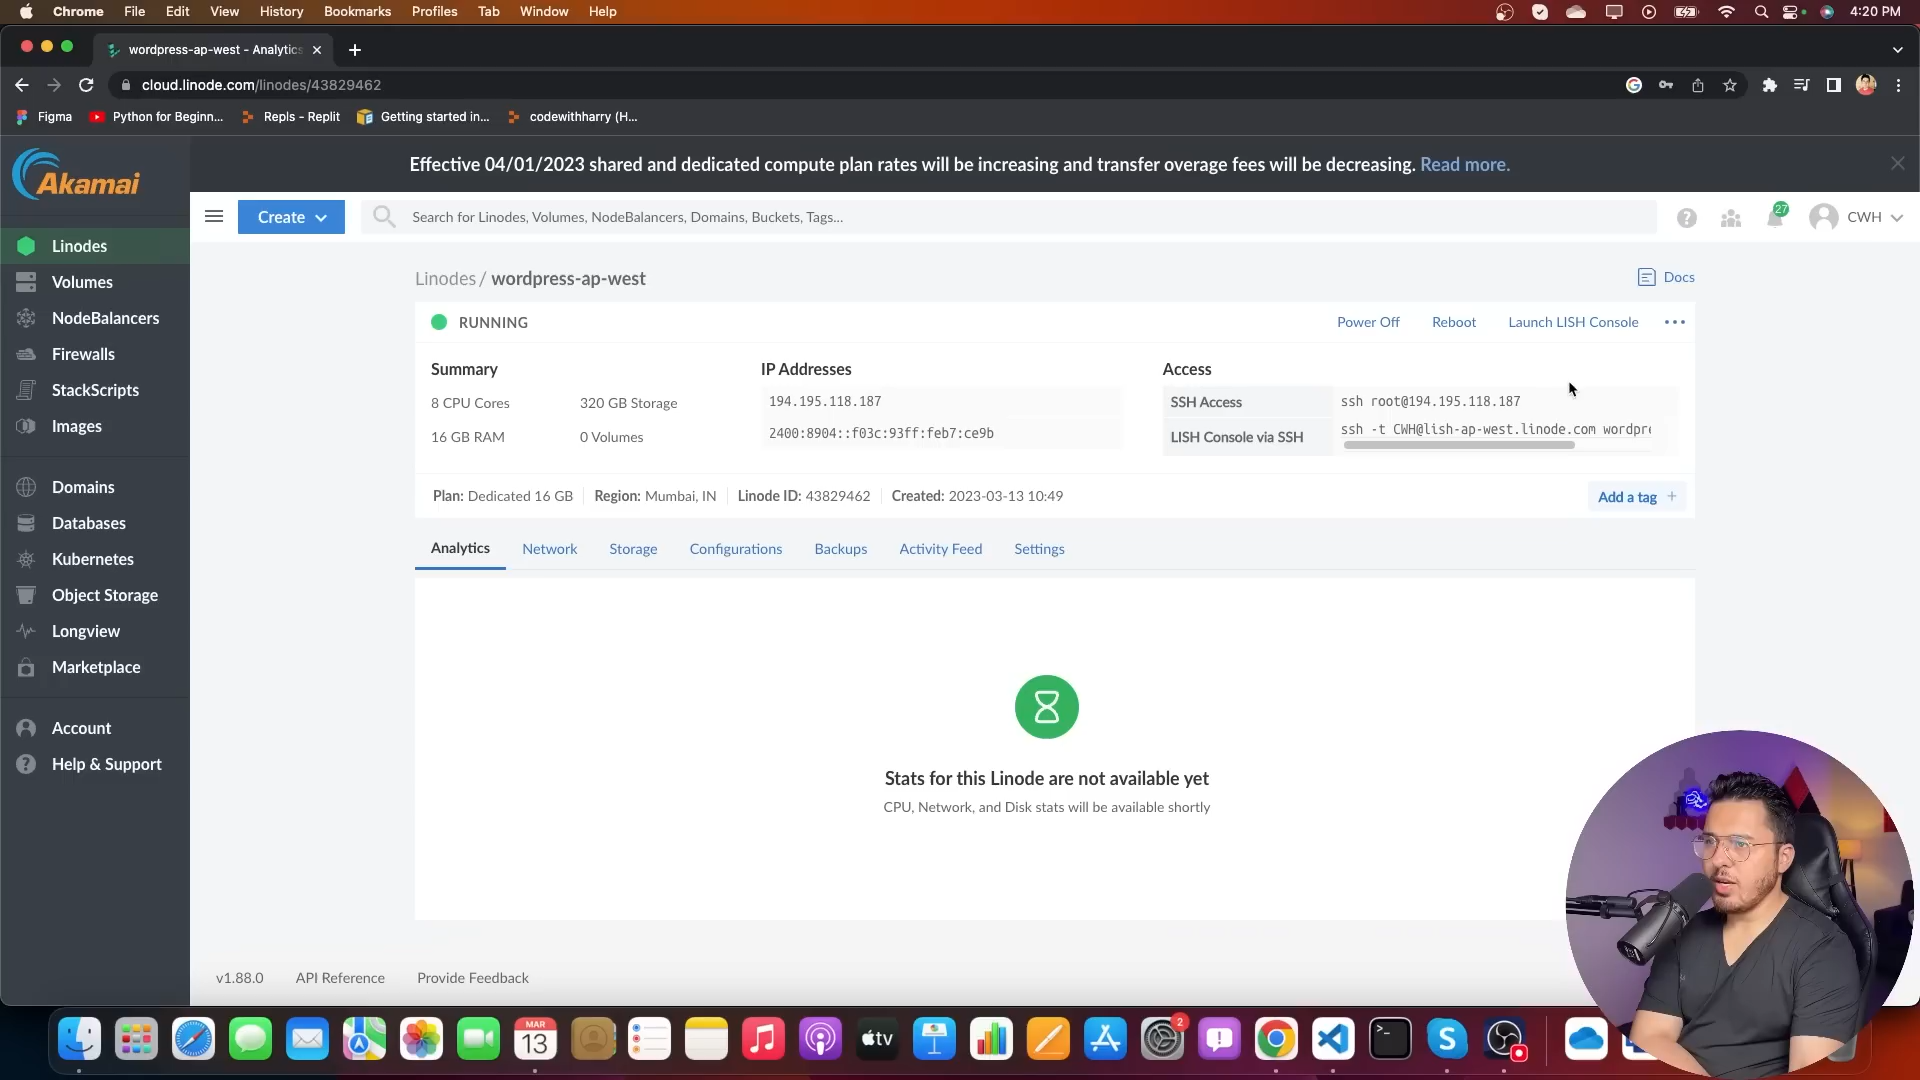 Chrome File Edit View History Bookmarks Profiles Tab Window Help 4:20 PM
wordpress-ap-west - Analytics
cloud.linode.com/linodes/43829462
Figma Python for Beginn... Repls - Replit Getting started in... codewithharry (H...
Akamai
Effective 04/01/2023 shared and dedicated compute plan rates will be increasing and transfer overage fees will be decreasing. Read more.
Create Search for Linodes, Volumes, NodeBalancers, Domains, Buckets, Tags... 27 CWH
Linodes
Volumes
NodeBalancers
Firewalls
StackScripts
Images
Domains
Databases
Kubernetes
Object Storage
Longview
Marketplace
Account
Help & Support
Linodes / wordpress-ap-west Docs
RUNNING Power Off Reboot Launch LISH Console
Summary IP Addresses Access
8 CPU Cores 320 GB Storage 194.195.118.187 SSH Access ssh root@194.195.118.187
16 GB RAM 0 Volumes 2400:8904::f03c:93ff:feb7:ce9b LISH Console via SSH ssh -t CWH@lish-ap-west.linode.com wordpre
Plan: Dedicated 16 GB Region: Mumbai, IN Linode ID: 43829462 Created: 2023-03-13 10:49 Add a tag +
Analytics Network Storage Configurations Backups Activity Feed Settings
Stats for this Linode are not available yet
CPU, Network, and Disk stats will be available shortly
v1.88.0 API Reference Provide Feedback
MAR
13
tv
2